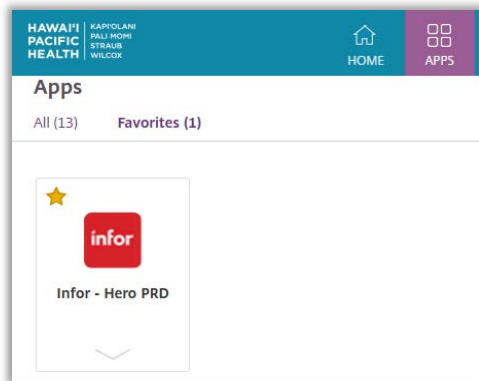 HAWAI‘I
PACIFIC
HEALTH
KAPI‘OLANI
PALI MOMI
STRAUB
WILCOX
HOME
APPS
Apps
All (13)
Favorites (1)
infor
Infor - Hero PRD